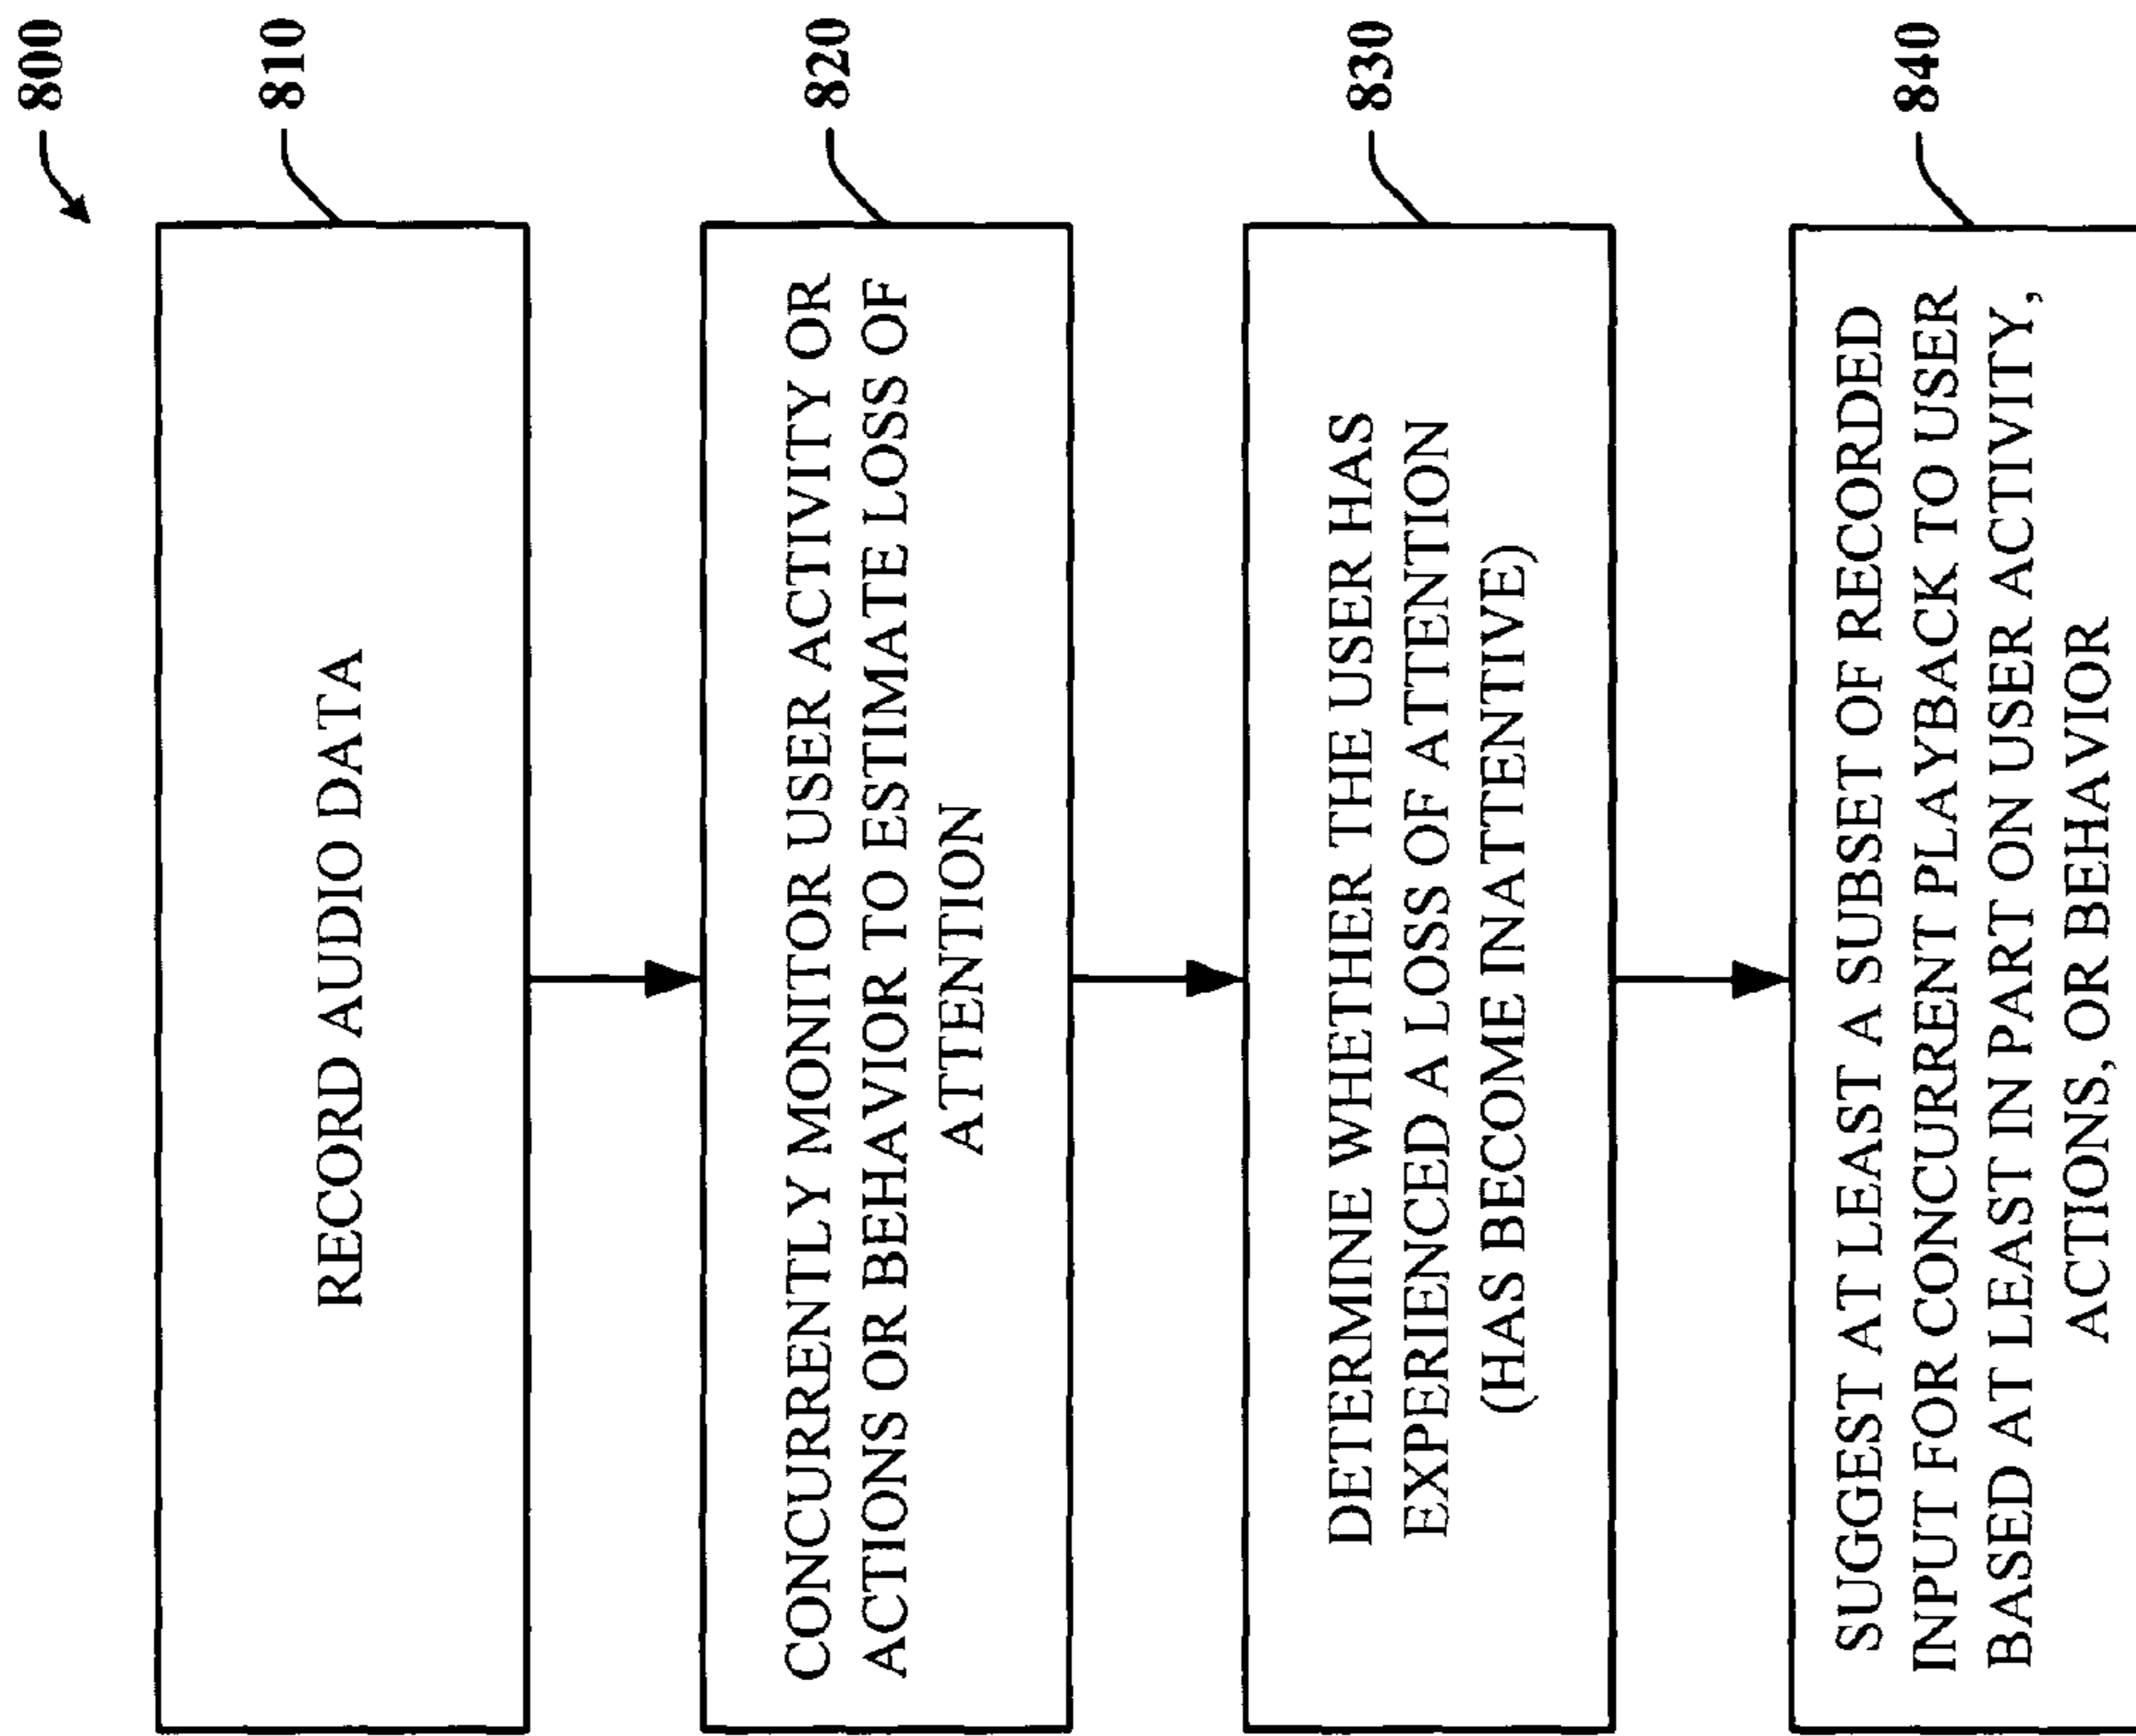 800
810
RECORD AUDIO DATA
820
CONCURRENTLY MONITOR USER ACTIVITY OR
ACTIONS OR BEHAVIOR TO ESTIMATE LOSS OF
ATTENTION
830
DETERMINE WHETHER THE USER HAS
EXPERIENCED A LOSS OF ATTENTION
(HAS BECOME INATTENTIVE)
840
SUGGEST AT LEAST A SUBSET OF RECORDED
INPUT FOR CONCURRENT PLAYBACK TO USER
BASED AT LEAST IN PART ON USER ACTIVITY,
ACTIONS, OR BEHAVIOR